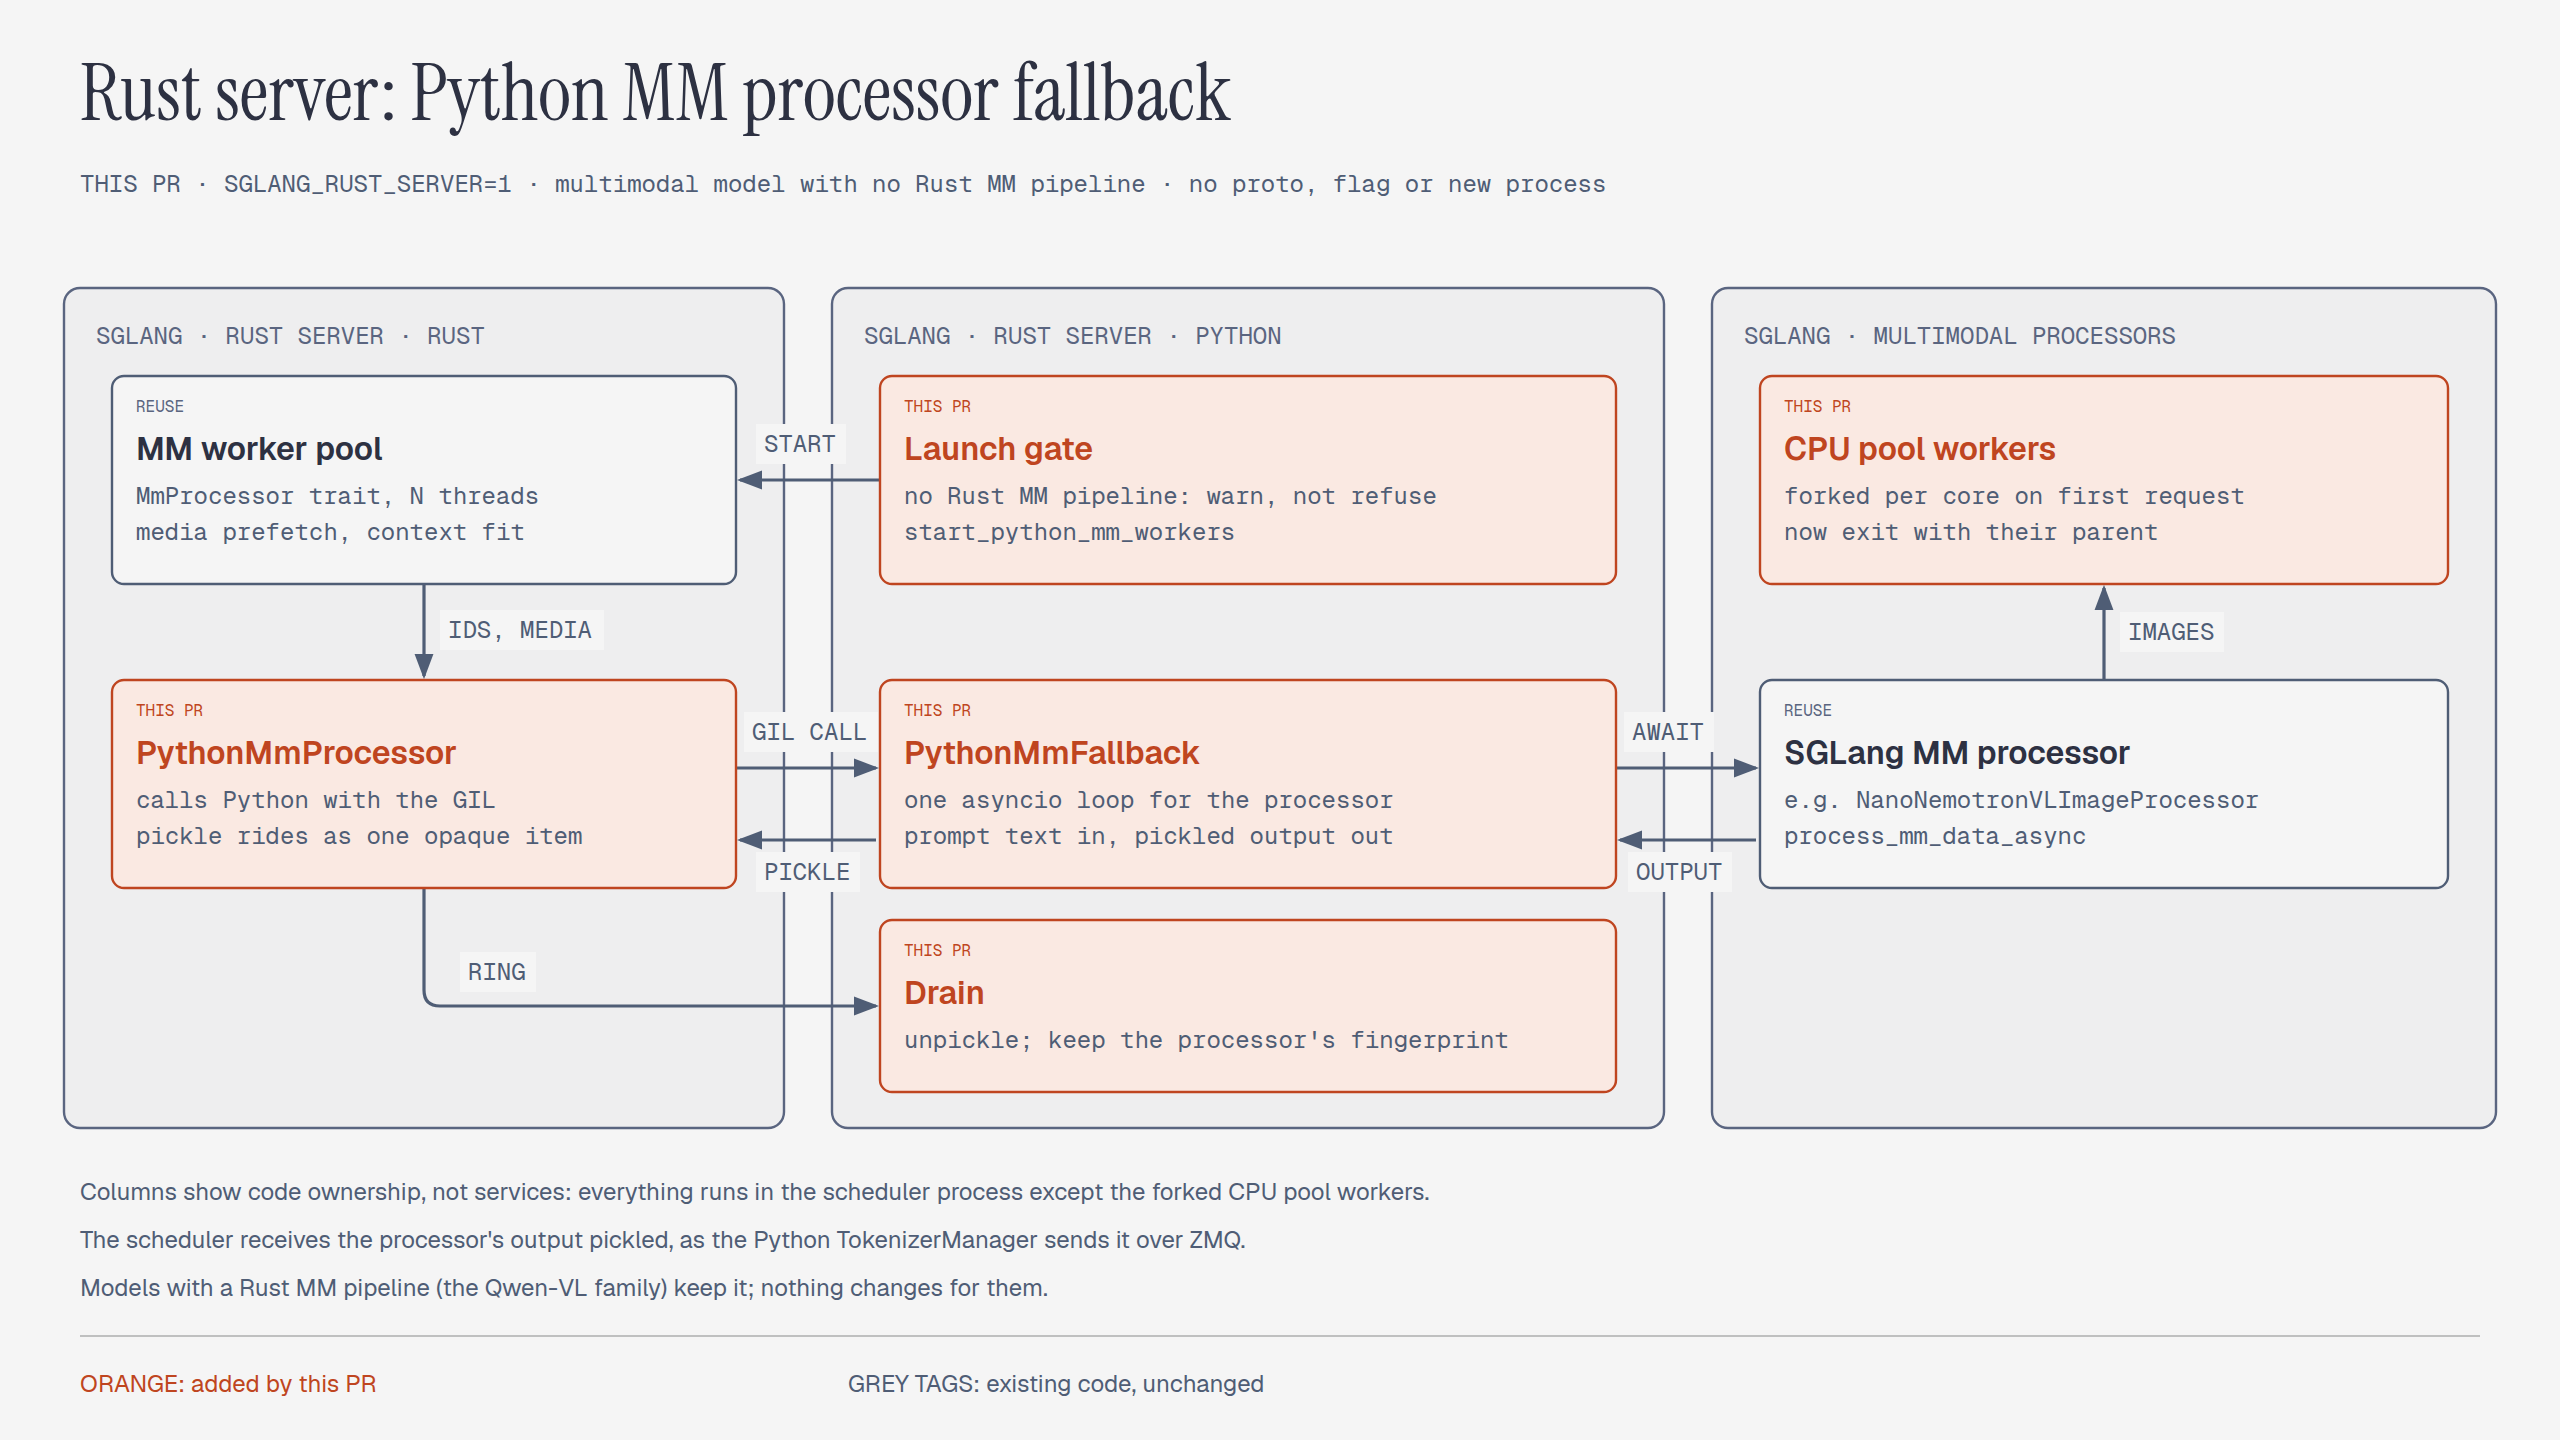 Rust server: Python MM processor fallback
THIS PR · SGLANG_RUST_SERVER=1 · multimodal model with no Rust MM pipeline · no proto, flag or new process
SGLANG · RUST SERVER · RUST
REUSE
MM worker pool
MmProcessor trait, N threads
media prefetch, context fit
START
IDS, MEDIA
THIS PR
PythonMmProcessor
calls Python with the GIL
pickle rides as one opaque item
GIL CALL
PICKLE
RING
SGLANG · RUST SERVER · PYTHON
THIS PR
Launch gate
no Rust MM pipeline: warn, not refuse
start_python_mm_workers
THIS PR
PythonMmFallback
one asyncio loop for the processor
prompt text in, pickled output out
AWAIT
OUTPUT
THIS PR
Drain
unpickle; keep the processor's fingerprint
SGLANG · MULTIMODAL PROCESSORS
THIS PR
CPU pool workers
forked per core on first request
now exit with their parent
IMAGES
REUSE
SGLang MM processor
e.g. NanoNemotronVLImageProcessor
process_mm_data_async
Columns show code ownership, not services: everything runs in the scheduler process except the forked CPU pool workers.
The scheduler receives the processor's output pickled, as the Python TokenizerManager sends it over ZMQ.
Models with a Rust MM pipeline (the Qwen-VL family) keep it; nothing changes for them.
ORANGE: added by this PR
GREY TAGS: existing code, unchanged